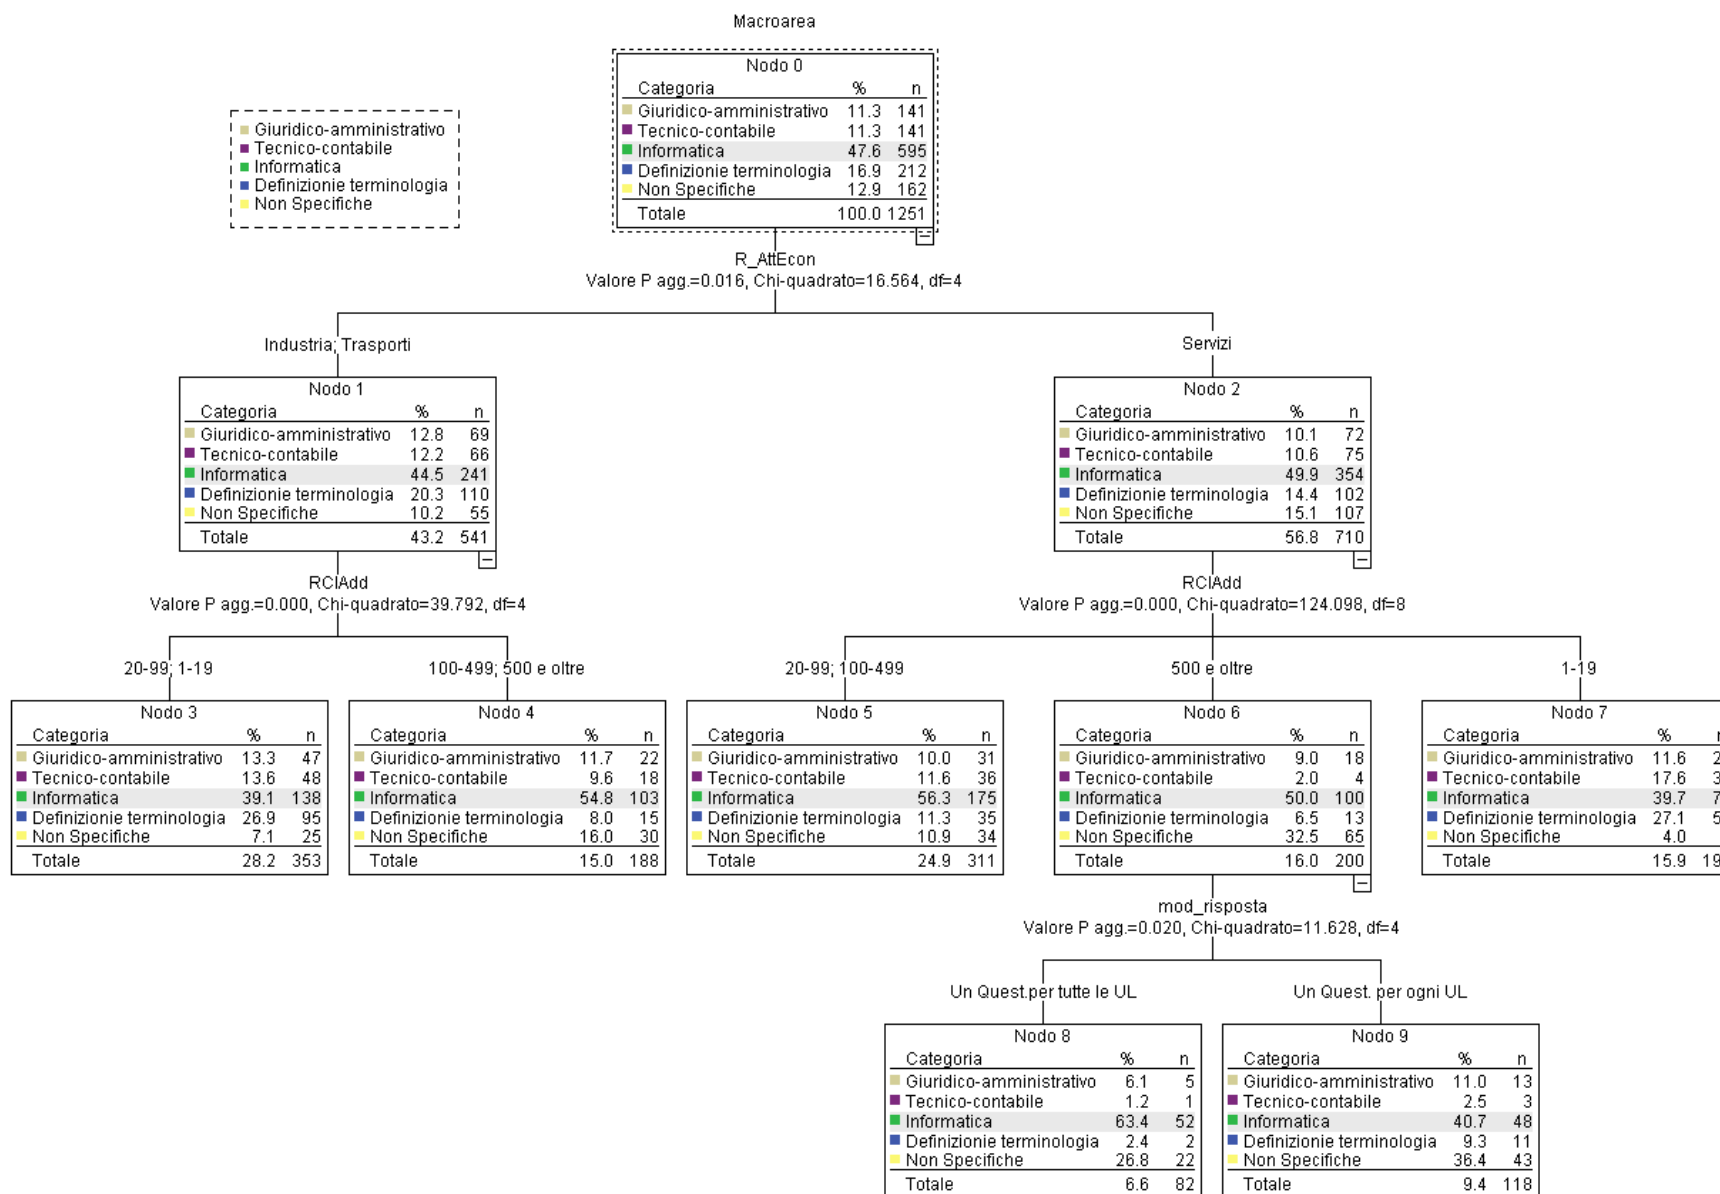 Macroarea
Nodo 0
Categoria % n
Giuridico-amministrativo 11.3 141
Tecnico-contabile 11.3 141
Informatica 47.6 595
Definizionie terminologia 16.9 212
Non Specifiche 12.9 162
Totale 100.0 1251
Giuridico-amministrativo
Tecnico-contabile
Informatica
Definizionie terminologia
Non Specifiche
R_AttEcon
Valore P agg.=0.016, Chi-quadrato=16.564, df=4
Industria; Trasporti
Servizi
Nodo 1
Categoria % n
Giuridico-amministrativo 12.8 69
Tecnico-contabile 12.2 66
Informatica 44.5 241
Definizionie terminologia 20.3 110
Non Specifiche 10.2 55
Totale 43.2 541
Nodo 2
Categoria % n
Giuridico-amministrativo 10.1 72
Tecnico-contabile 10.6 75
Informatica 49.9 354
Definizionie terminologia 14.4 102
Non Specifiche 15.1 107
Totale 56.8 710
RClAdd
Valore P agg.=0.000, Chi-quadrato=39.792, df=4
RClAdd
Valore P agg.=0.000, Chi-quadrato=124.098, df=8
20-99; 1-19
100-499; 500 e oltre
20-99; 100-499
500 e oltre
1-19
Nodo 3
Categoria % n
Giuridico-amministrativo 13.3 47
Tecnico-contabile 13.6 48
Informatica 39.1 138
Definizionie terminologia 26.9 95
Non Specifiche 7.1 25
Totale 28.2 353
Nodo 4
Categoria % n
Giuridico-amministrativo 11.7 22
Tecnico-contabile 9.6 18
Informatica 54.8 103
Definizionie terminologia 8.0 15
Non Specifiche 16.0 30
Totale 15.0 188
Nodo 5
Categoria % n
Giuridico-amministrativo 10.0 31
Tecnico-contabile 11.6 36
Informatica 56.3 175
Definizionie terminologia 11.3 35
Non Specifiche 10.9 34
Totale 24.9 311
Nodo 6
Categoria % n
Giuridico-amministrativo 9.0 18
Tecnico-contabile 2.0 4
Informatica 50.0 100
Definizionie terminologia 6.5 13
Non Specifiche 32.5 65
Totale 16.0 200
Nodo 7
Categoria %
Giuridico-amministrativo 11.6
Tecnico-contabile 17.6
Informatica 39.7
Definizionie terminologia 27.1
Non Specifiche 4.0
Totale 15.9
mod_risposta
Valore P agg.=0.020, Chi-quadrato=11.628, df=4
Un Quest.per tutte le UL
Un Quest. per ogni UL
Nodo 8
Categoria % n
Giuridico-amministrativo 6.1 5
Tecnico-contabile 1.2 1
Informatica 63.4 52
Definizionie terminologia 2.4 2
Non Specifiche 26.8 22
Totale 6.6 82
Nodo 9
Categoria % n
Giuridico-amministrativo 11.0 13
Tecnico-contabile 2.5 3
Informatica 40.7 48
Definizionie terminologia 9.3 11
Non Specifiche 36.4 43
Totale 9.4 118